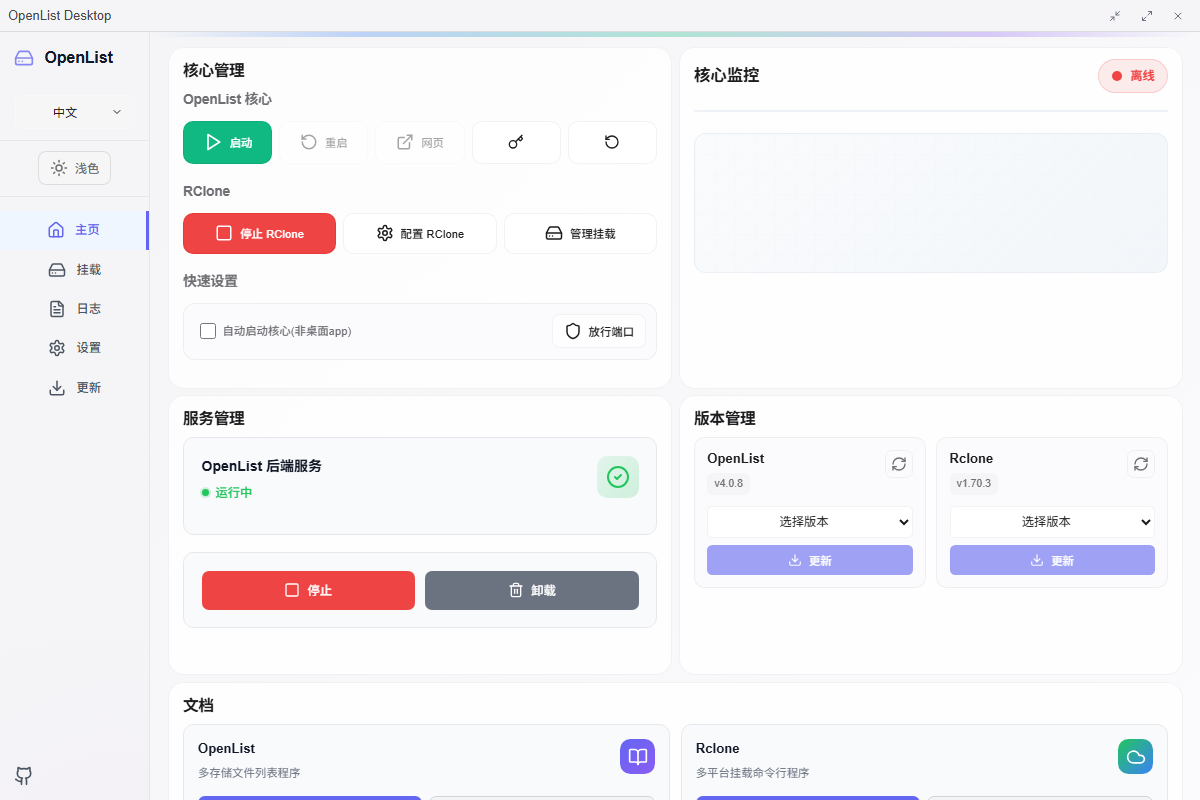 OpenList Desktop
OpenList
中文
浅色
主页
挂载
日志
设置
更新
核心管理
OpenList 核心
启动
重启
网页
RClone
停止 RClone
配置 RClone
管理挂载
快速设置
自动启动核心(非桌面app)
放行端口
核心监控
离线
服务管理
OpenList 后端服务
运行中
停止
卸载
版本管理
OpenList
v4.0.8
选择版本
更新
Rclone
v1.70.3
选择版本
更新
文档
OpenList
多存储文件列表程序
Rclone
多平台挂载命令行程序